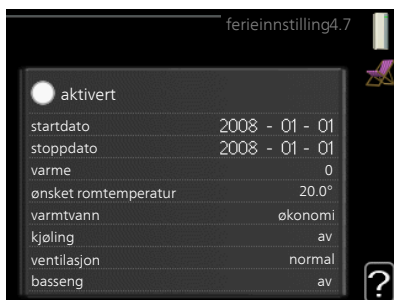 ferieinnstilling4.7
aktivert
startdato 2008 - 01 - 01
stoppdato 2008 - 01 - 01
varme 0
ønsket romtemperatur 20.0°
varmtvann økonomi
kjøling av
ventilasjon normal
basseng av
?